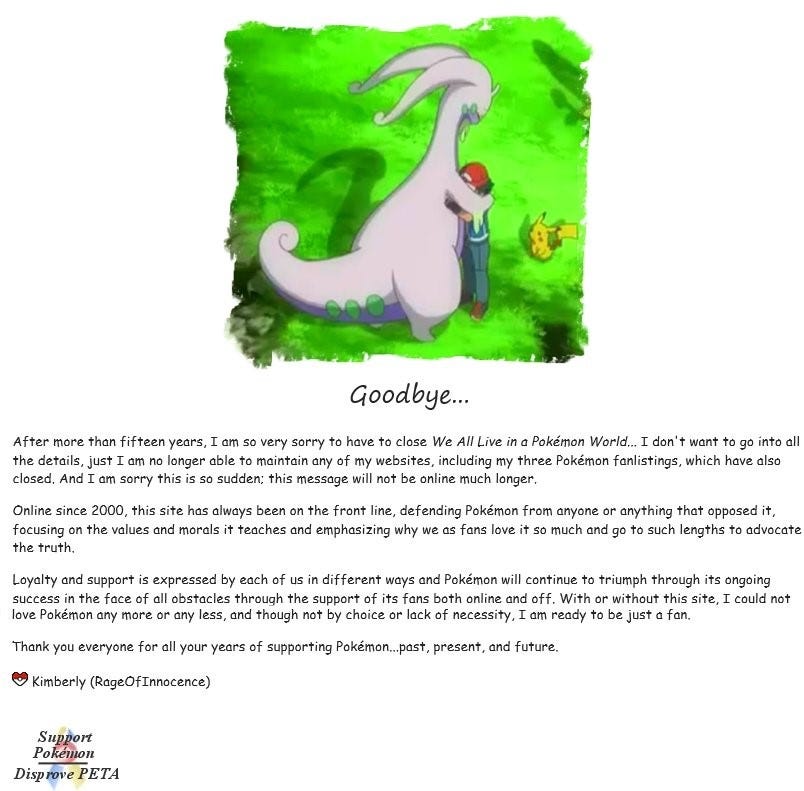 Goodbye...
After more than fifteen years, I am so very sorry to have to close We All Live in a Pokémon World... I don't want to go into all
the details, just I am no longer able to maintain any of my websites, including my three Pokémon fanlistings, which have also
closed. And I am sorry this is so sudden; this message will not be online much longer.
Online since 2000, this site has always been on the front line, defending Pokémon from anyone or anything that opposed it,
focusing on the values and morals it teaches and emphasizing why we as fans love it so much and go to such lengths to advocate
the truth.
Loyalty and support is expressed by each of us in different ways and Pokémon will continue to triumph through its ongoing
success in the face of all obstacles through the support of its fans both online and off. With or without this site, I could not
love Pokémon any more or any less, and though not by choice or lack of necessity, I am ready to be just a fan.
Thank you everyone for all your years of supporting Pokémon...past, present, and future.
Kimberly (RageOfInnocence)
Support
Pokémon
Disprove PETA